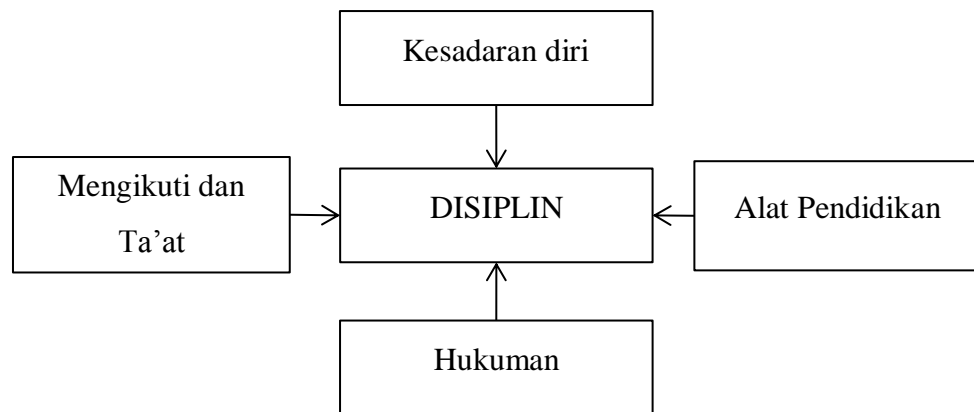 Kesadaran diri
Mengikuti dan
Ta’at
DISIPLIN
Alat Pendidikan
Hukuman